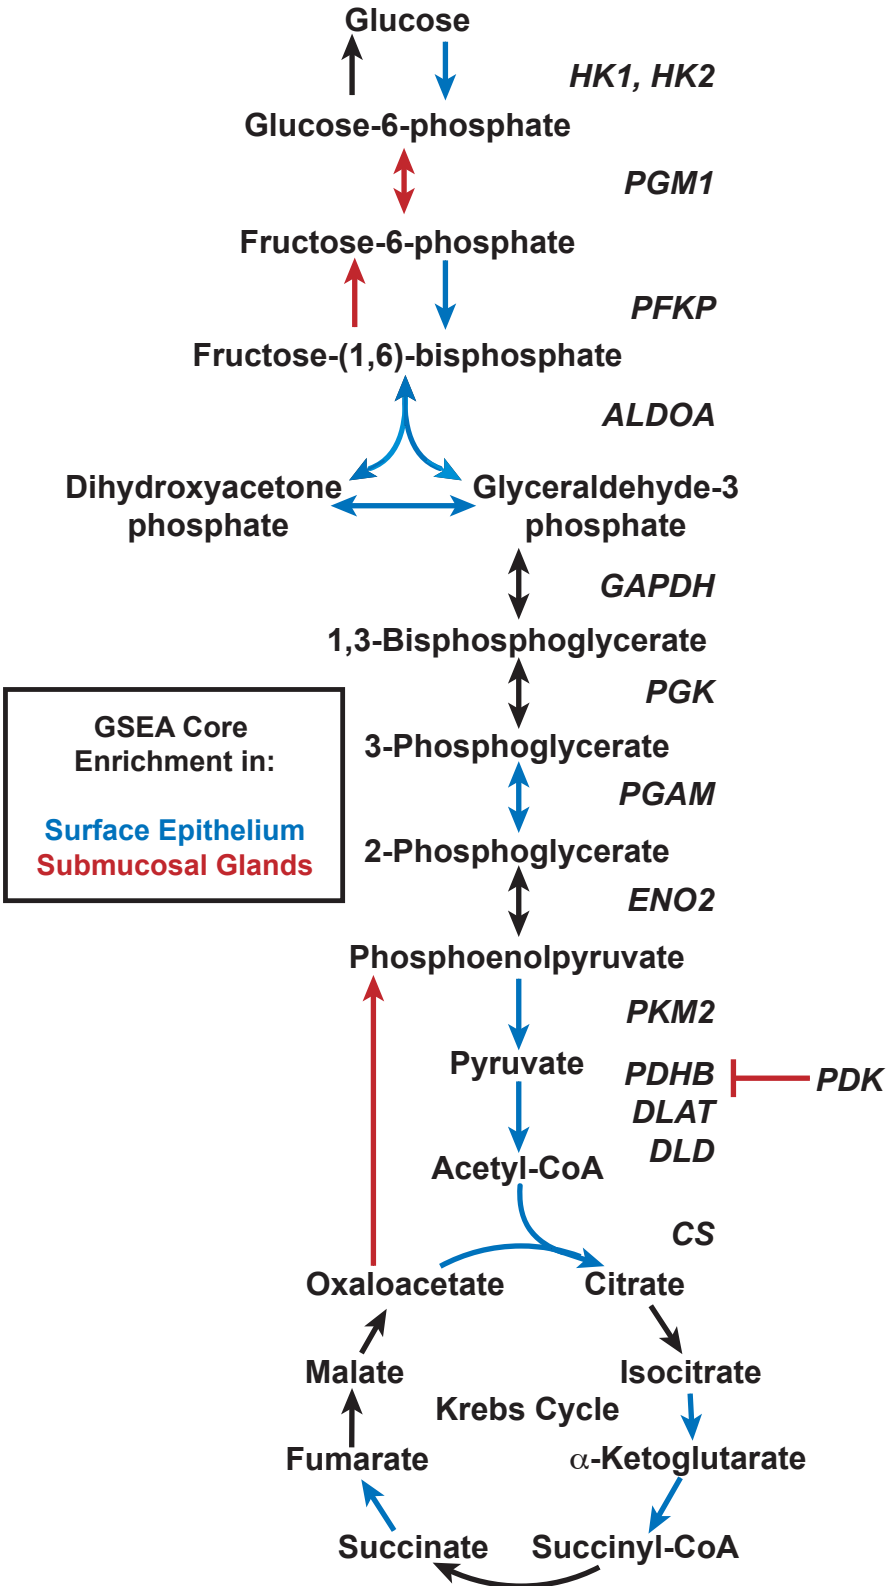 Glucose
HK1, HK2
Glucose-6-phosphate
PGM1
Fructose-6-phosphate
PFKP
Fructose-(1,6)-bisphosphate
ALDOA
Dihydroxyacetone
phosphate
Glyceraldehyde-3
phosphate
GAPDH
1,3-Bisphosphoglycerate
PGK
3-Phosphoglycerate
PGAM
2-Phosphoglycerate
ENO2
Phosphoenolpyruvate
GSEA Core
Enrichment in:
Surface Epithelium
Submucosal Glands
PKM2
Pyruvate
PDHB
PDK
DLAT
DLD
Acetyl-CoA
CS
Oxaloacetate
Citrate
Malate
Isocitrate
Krebs Cycle
Fumarate
α-Ketoglutarate
Succinate
Succinyl-CoA